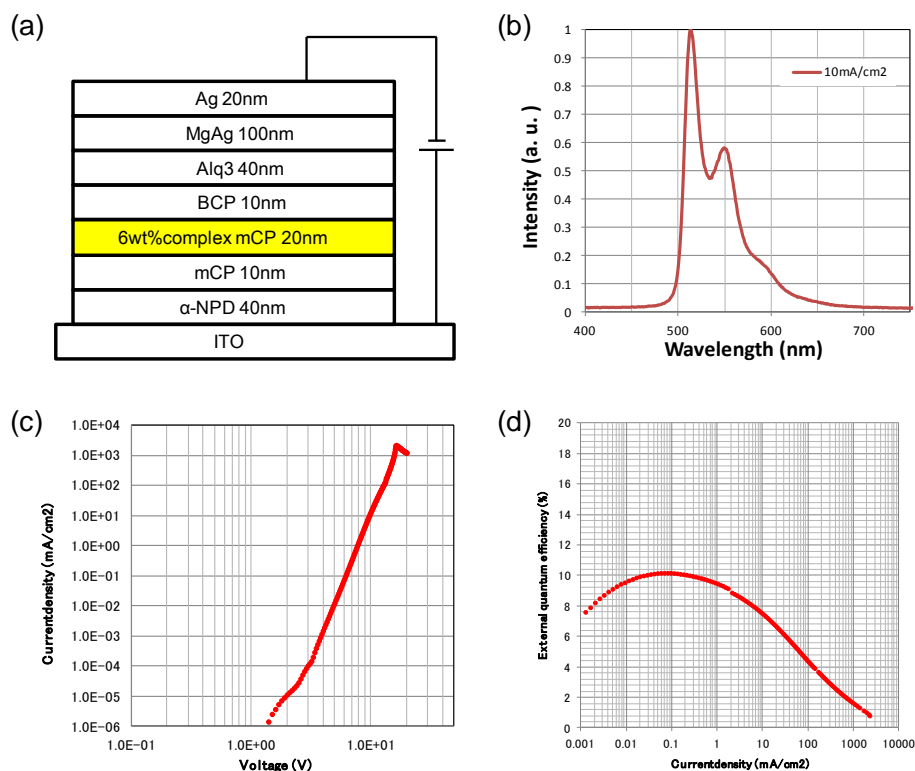 (a)
Ag 20nm
MgAg 100nm
Alq3 40nm
BCP 10nm
6wt%complex mCP 20nm
mCP 10nm
α-NPD 40nm
ITO
(b)
Intensity (a. u. )
1
0.9
0.8
0.7
0.6
0.5
0.4
0.3
0.2
0.1
0
10mA/cm2
400
500
600
700
Wavelength (nm)
(c)
Currentdensity (mA/cm2)
1.0E+04
1.0E+03
1.0E+02
1.0E+01
1.0E+00
1.0E-01
1.0E-02
1.0E-03
1.0E-04
1.0E-05
1.0E-06
1.0E-01
1.0E+00
1.0E+01
Voltage (V)
(d)
External quantum efficiency (%)
20
18
16
14
12
10
8
6
4
2
0
0.001
0.01
0.1
1
10
100
1000
10000
Currentdensity (mA/cm2)